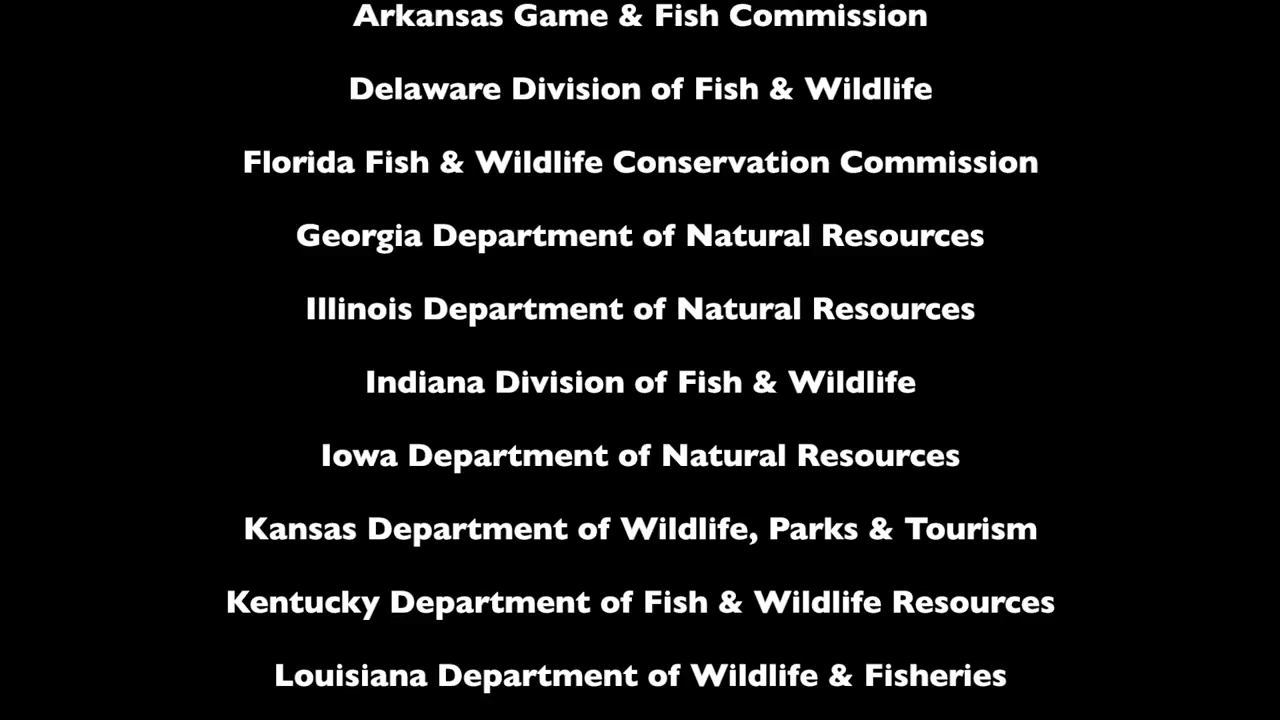 Arkansas Game & Fish Commission
Delaware Division of Fish & Wildlife
Florida Fish & Wildlife Conservation Commission
Georgia Department of Natural Resources
Illinois Department of Natural Resources
Indiana Division of Fish & Wildlife
Iowa Department of Natural Resources
Kansas Department of Wildlife, Parks & Tourism
Kentucky Department of Fish & Wildlife Resources
Louisiana Department of Wildlife & Fisheries